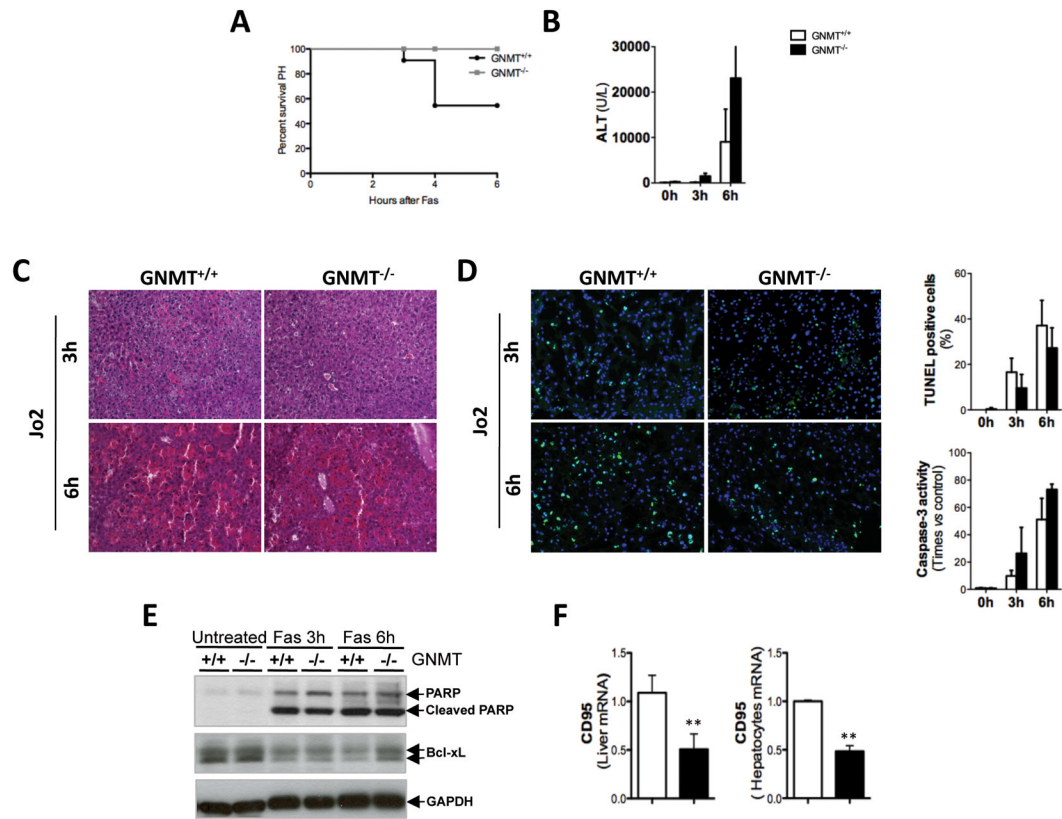 A
Percent survival PH
100
80
60
40
20
0
0 2 4 6
Hours after Fas
GNMT+/+
GNMT-/-
B
ALT (U/L)
30000
20000
10000
0
0h 3h 6h
GNMT+/+
GNMT-/-
C
GNMT+/+ GNMT-/-
Jo2
3h
6h
D
GNMT+/+ GNMT-/-
Jo2
3h
6h
TUNEL positive cells
(%)
60
40
20
0
0h 3h 6h
Caspase-3 activity
(Times vs control)
100
80
60
40
20
0
0h 3h 6h
E
Untreated Fas 3h Fas 6h
+/+ -/- +/+ -/- +/+ -/- GNMT
PARP
Cleaved PARP
Bcl-xL
GAPDH
F
CD95
(Liver mRNA)
1.5
1.0
0.5
0.0
**
CD95
( Hepatocytes mRNA)
1.5
1.0
0.5
0.0
**